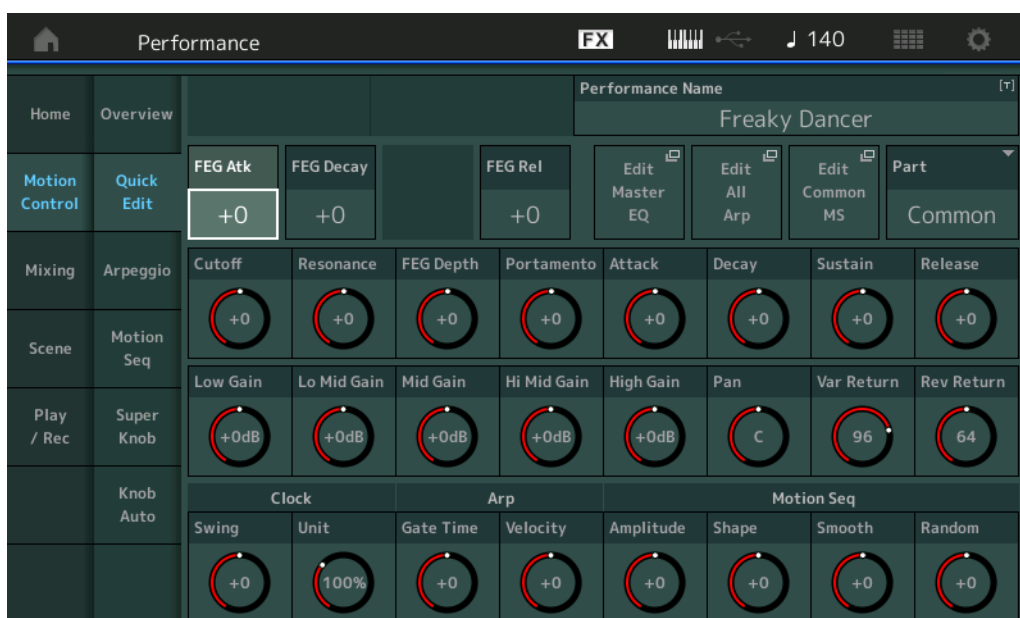 Performance FX ♩ 140
Home Overview Performance Name [T]
Freaky Dancer
Motion
Control
Quick
Edit
FEG Atk FEG Decay FEG Rel
+0 +0 +0
Edit
Master
EQ
Edit
All
Arp
Edit
Common
MS
Part
Common
Mixing Arpeggio
Cutoff Resonance FEG Depth Portamento Attack Decay Sustain Release
+0 +0 +0 +0 +0 +0 +0 +0
Scene
Motion
Seq
Low Gain Lo Mid Gain Mid Gain Hi Mid Gain High Gain Pan Var Return Rev Return
+0dB +0dB +0dB +0dB +0dB C 96 64
Play
/ Rec
Super
Knob
Knob
Auto
Clock Arp Motion Seq
Swing Unit Gate Time Velocity Amplitude Shape Smooth Random
+0 100% +0 +0 +0 +0 +0 +0